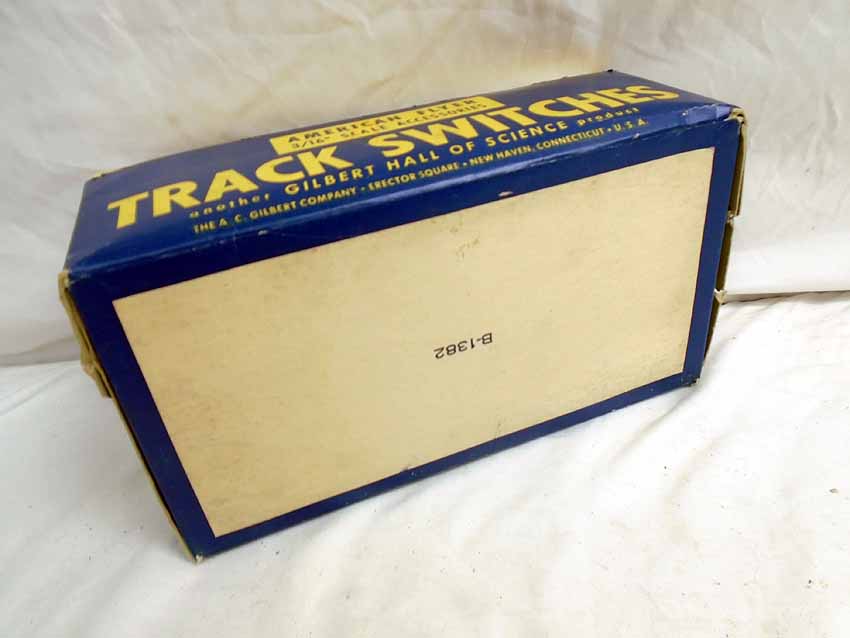 AMERICAN FLYER
3/16" SCALE ACCESSORIES
TRACK SWITCHES
another GILBERT HALL OF SCIENCE product
THE A. C. GILBERT COMPANY • ERECTOR SQUARE • NEW HAVEN, CONNECTICUT • U. S. A.
B-1382